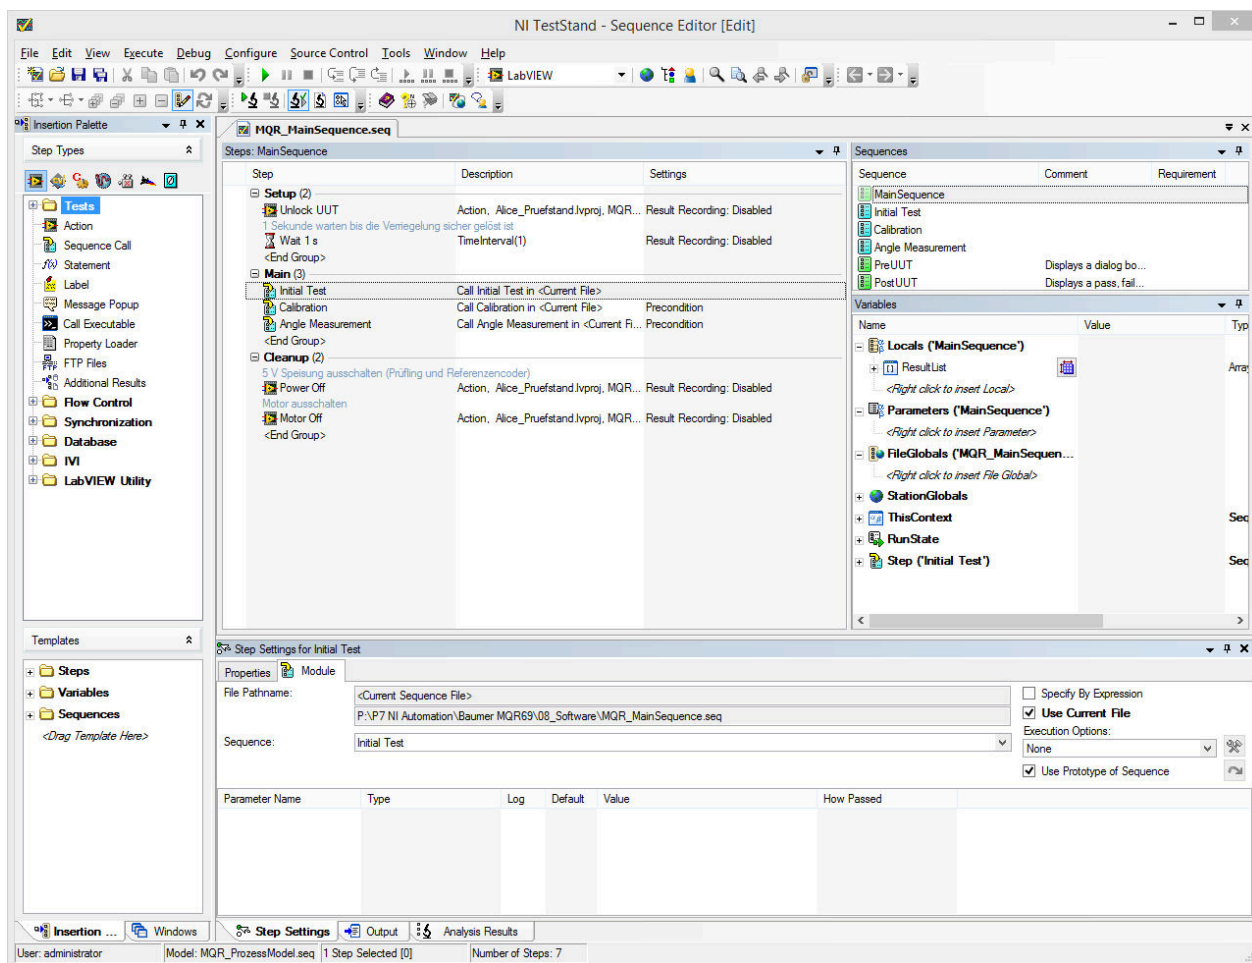 NI TestStand - Sequence Editor [Edit]
File Edit View Execute Debug Configure Source Control Tools Window Help
LabVIEW
Insertion Palette
Step Types
Tests
Action
Sequence Call
f(x) Statement
Label
Message Popup
Call Executable
Property Loader
FTP Files
Additional Results
Flow Control
Synchronization
Database
IVI
LabVIEW Utility
Templates
Steps
Variables
Sequences
<Drag Template Here>
Insertion ... Windows
MQR_MainSequence.seq
Steps: MainSequence
Step Description Settings
Setup (2)
Unlock UUT Action, Alice_Pruefstand.lvproj, MQR... Result Recording: Disabled
1 Sekunde warten bis die Verriegelung sicher gelöst ist
Wait 1 s TimeInterval(1) Result Recording: Disabled
<End Group>
Main (3)
Initial Test Call Initial Test in <Current File>
Calibration Call Calibration in <Current File> Precondition
Angle Measurement Call Angle Measurement in <Current Fi... Precondition
<End Group>
Cleanup (2)
5 V Speisung ausschalten (Prüfling und Referenzencoder)
Power Off Action, Alice_Pruefstand.lvproj, MQR... Result Recording: Disabled
Motor ausschalten
Motor Off Action, Alice_Pruefstand.lvproj, MQR... Result Recording: Disabled
<End Group>
Sequences
Sequence Comment Requirement
MainSequence
Initial Test
Calibration
Angle Measurement
PreUUT Displays a dialog bo...
PostUUT Displays a pass, fail...
Variables
Name Value Typ
Locals ('MainSequence')
ResultList Array
<Right click to insert Local>
Parameters ('MainSequence')
<Right click to insert Parameter>
FileGlobals ('MQR_MainSequen...
<Right click to insert File Global>
StationGlobals
ThisContext Seq
RunState
Step ('Initial Test') Seq
Step Settings for Initial Test
Properties Module
File Pathname: <Current Sequence File> Specify By Expression
P:\P7 NI Automation\Baumer MQR69\08_Software\MQR_MainSequence.seq Use Current File
Execution Options:
Sequence: Initial Test None
Use Prototype of Sequence
Parameter Name Type Log Default Value How Passed
Step Settings Output Analysis Results
User: administrator Model: MQR_ProzessModel.seq 1 Step Selected [0] Number of Steps: 7